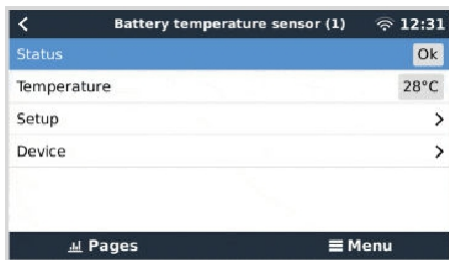 Battery temperature sensor (1) 12:31
Status Ok
Temperature 28°C
Setup
Device
Pages Menu